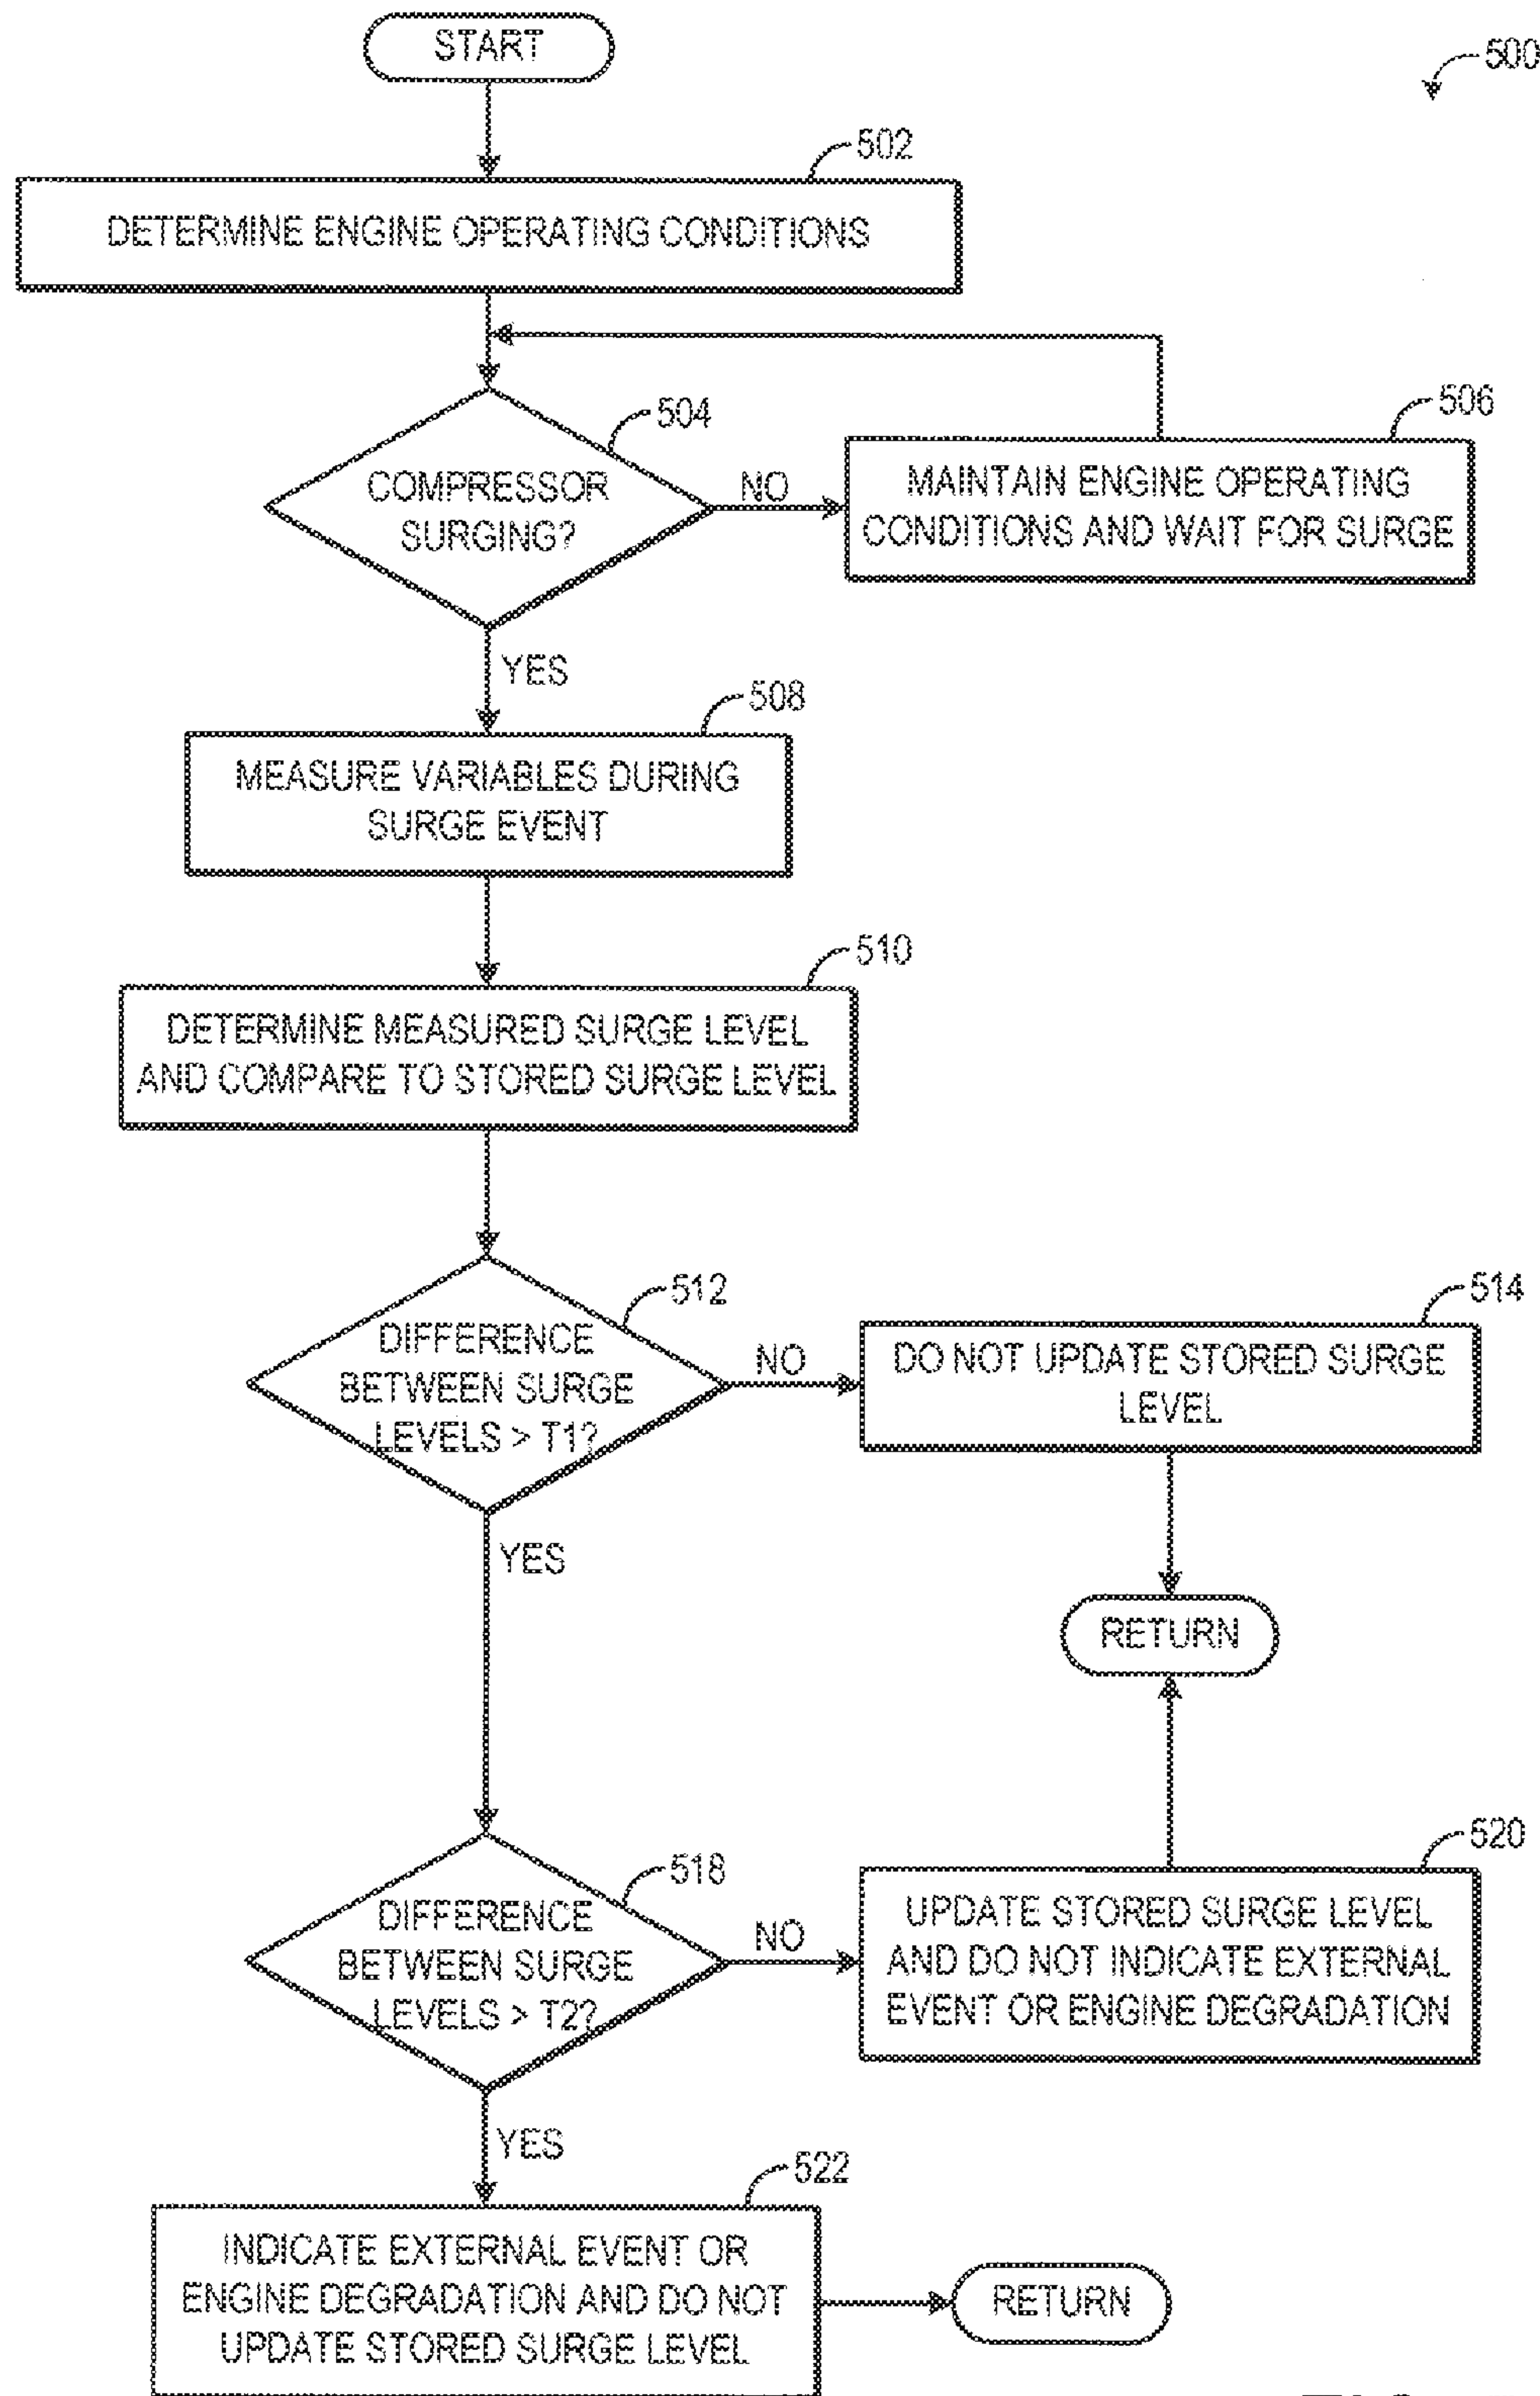 START
500
502
DETERMINE ENGINE OPERATING CONDITIONS
504
COMPRESSOR
SURGING?
NO
506
MAINTAIN ENGINE OPERATING
CONDITIONS AND WAIT FOR SURGE
YES
508
MEASURE VARIABLES DURING
SURGE EVENT
510
DETERMINE MEASURED SURGE LEVEL
AND COMPARE TO STORED SURGE LEVEL
512
DIFFERENCE
BETWEEN SURGE
LEVELS > T1?
NO
514
DO NOT UPDATE STORED SURGE
LEVEL
YES
RETURN
518
DIFFERENCE
BETWEEN SURGE
LEVELS > T2?
NO
520
UPDATE STORED SURGE LEVEL
AND DO NOT INDICATE EXTERNAL
EVENT OR ENGINE DEGRADATION
YES
522
INDICATE EXTERNAL EVENT OR
ENGINE DEGRADATION AND DO NOT
UPDATE STORED SURGE LEVEL
RETURN